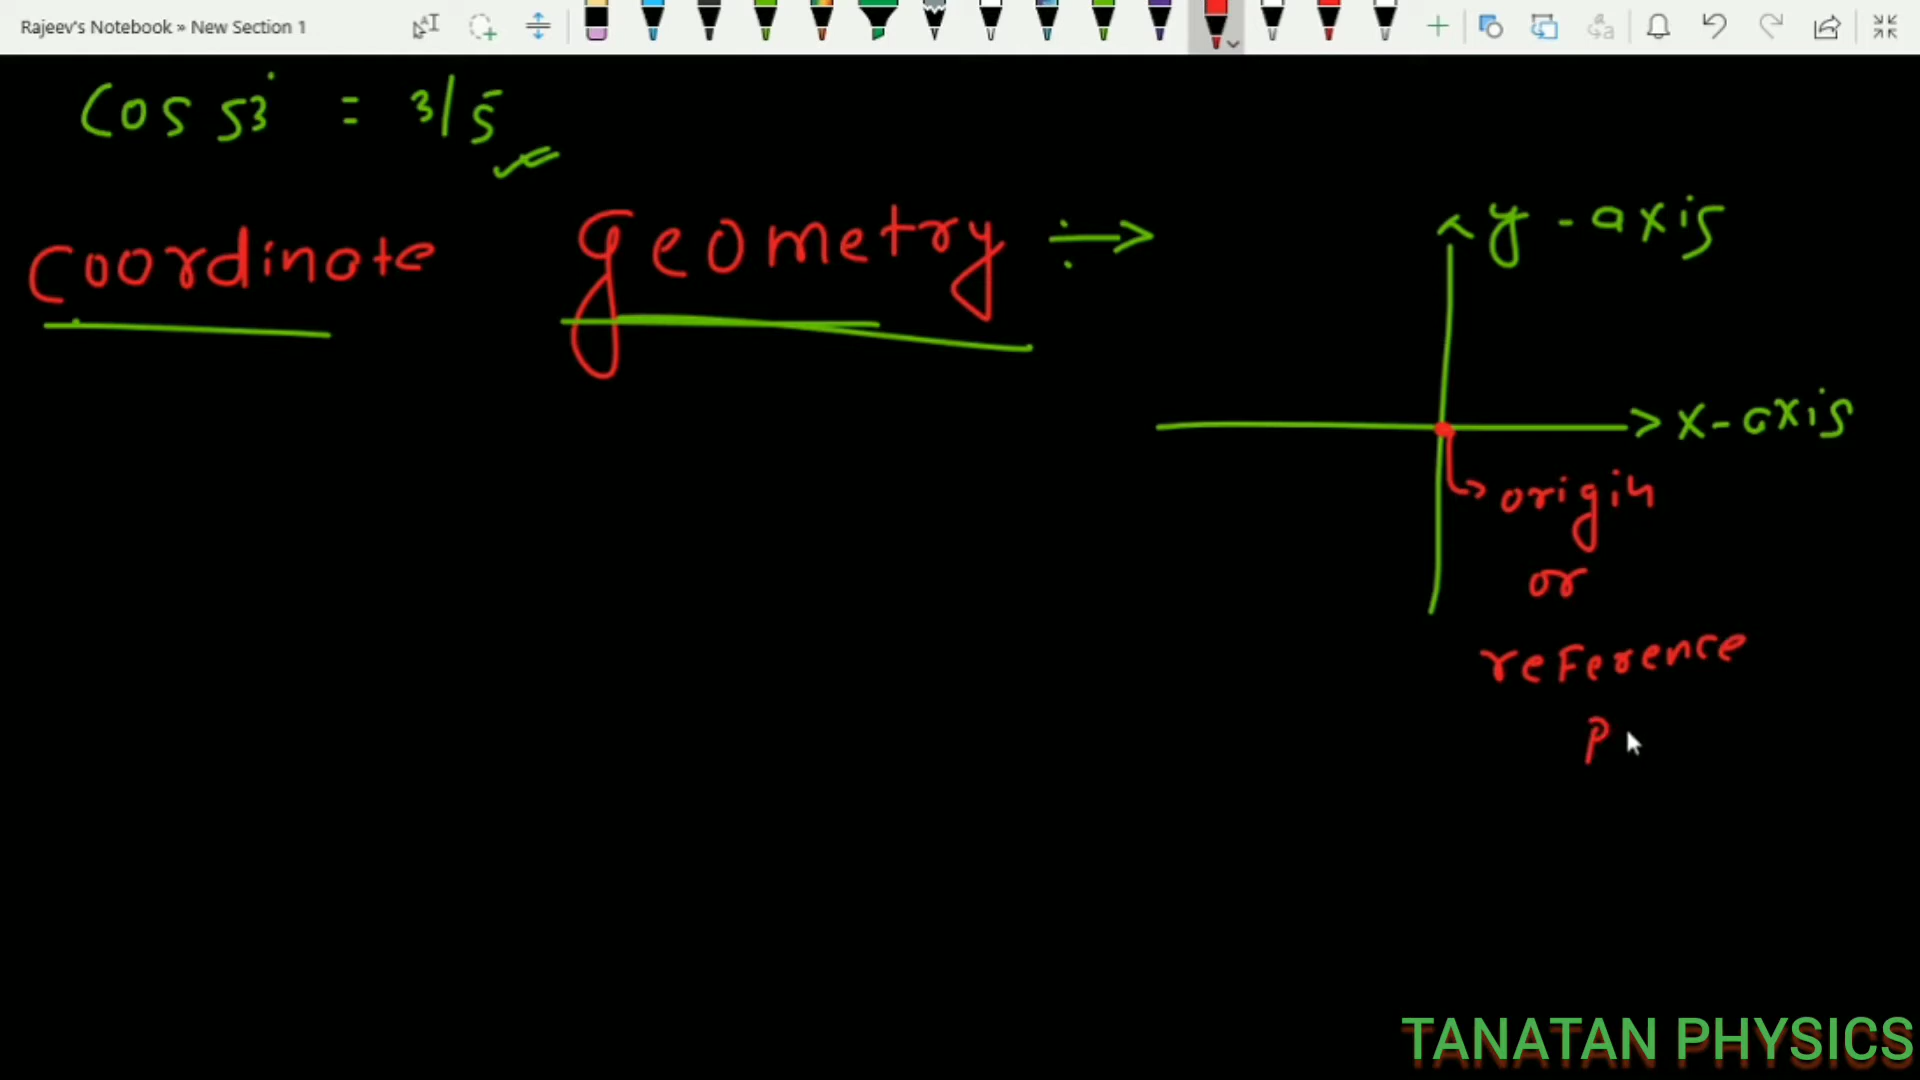 Rajeev's Notebook » New Section 1
Cos 53° = 3/5
Coordinate geometry ÷→
y-axis
x-axis
origin
or
reference
P
TANATAN PHYSICS